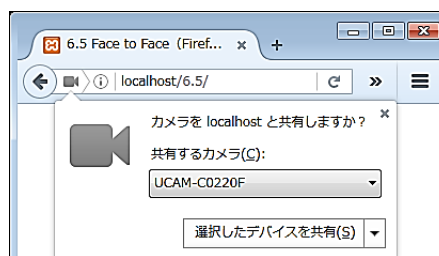 6.5 Face to Face (Firef...
localhost/6.5/
カメラを localhost と共有しますか?
共有するカメラ(C):
UCAM-C0220F
選択したデバイスを共有(S)